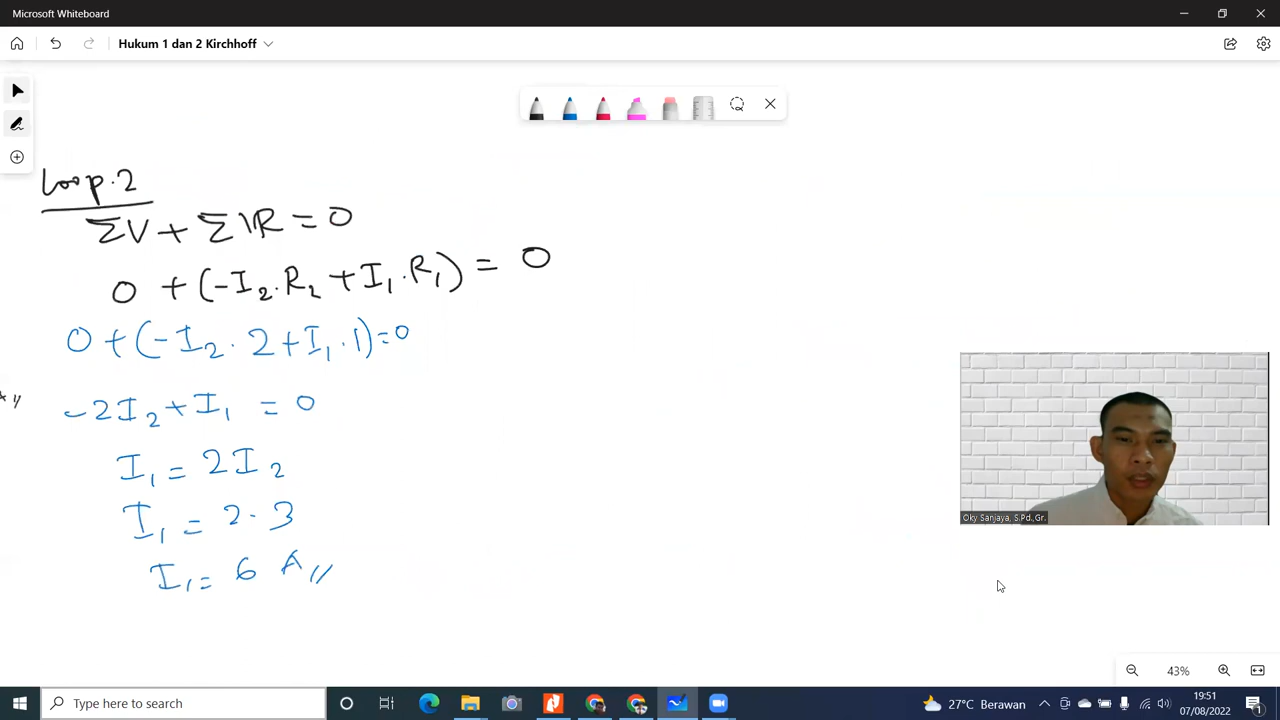 Microsoft Whiteboard
Hukum 1 dan 2 Kirchhoff
Loop.2
ΣV + ΣIR = 0
0 + (-I₂.R₂ + I₁.R₁) = 0
0 + (-I₂. 2 + I₁.1) = 0
-2I₂ + I₁ = 0
I₁ = 2I₂
I₁ = 2.3
I₁ = 6 A //
Oky Sanjaya, S.Pd.,Gr.
43%
Type here to search
27°C Berawan
19:51
07/08/2022
1